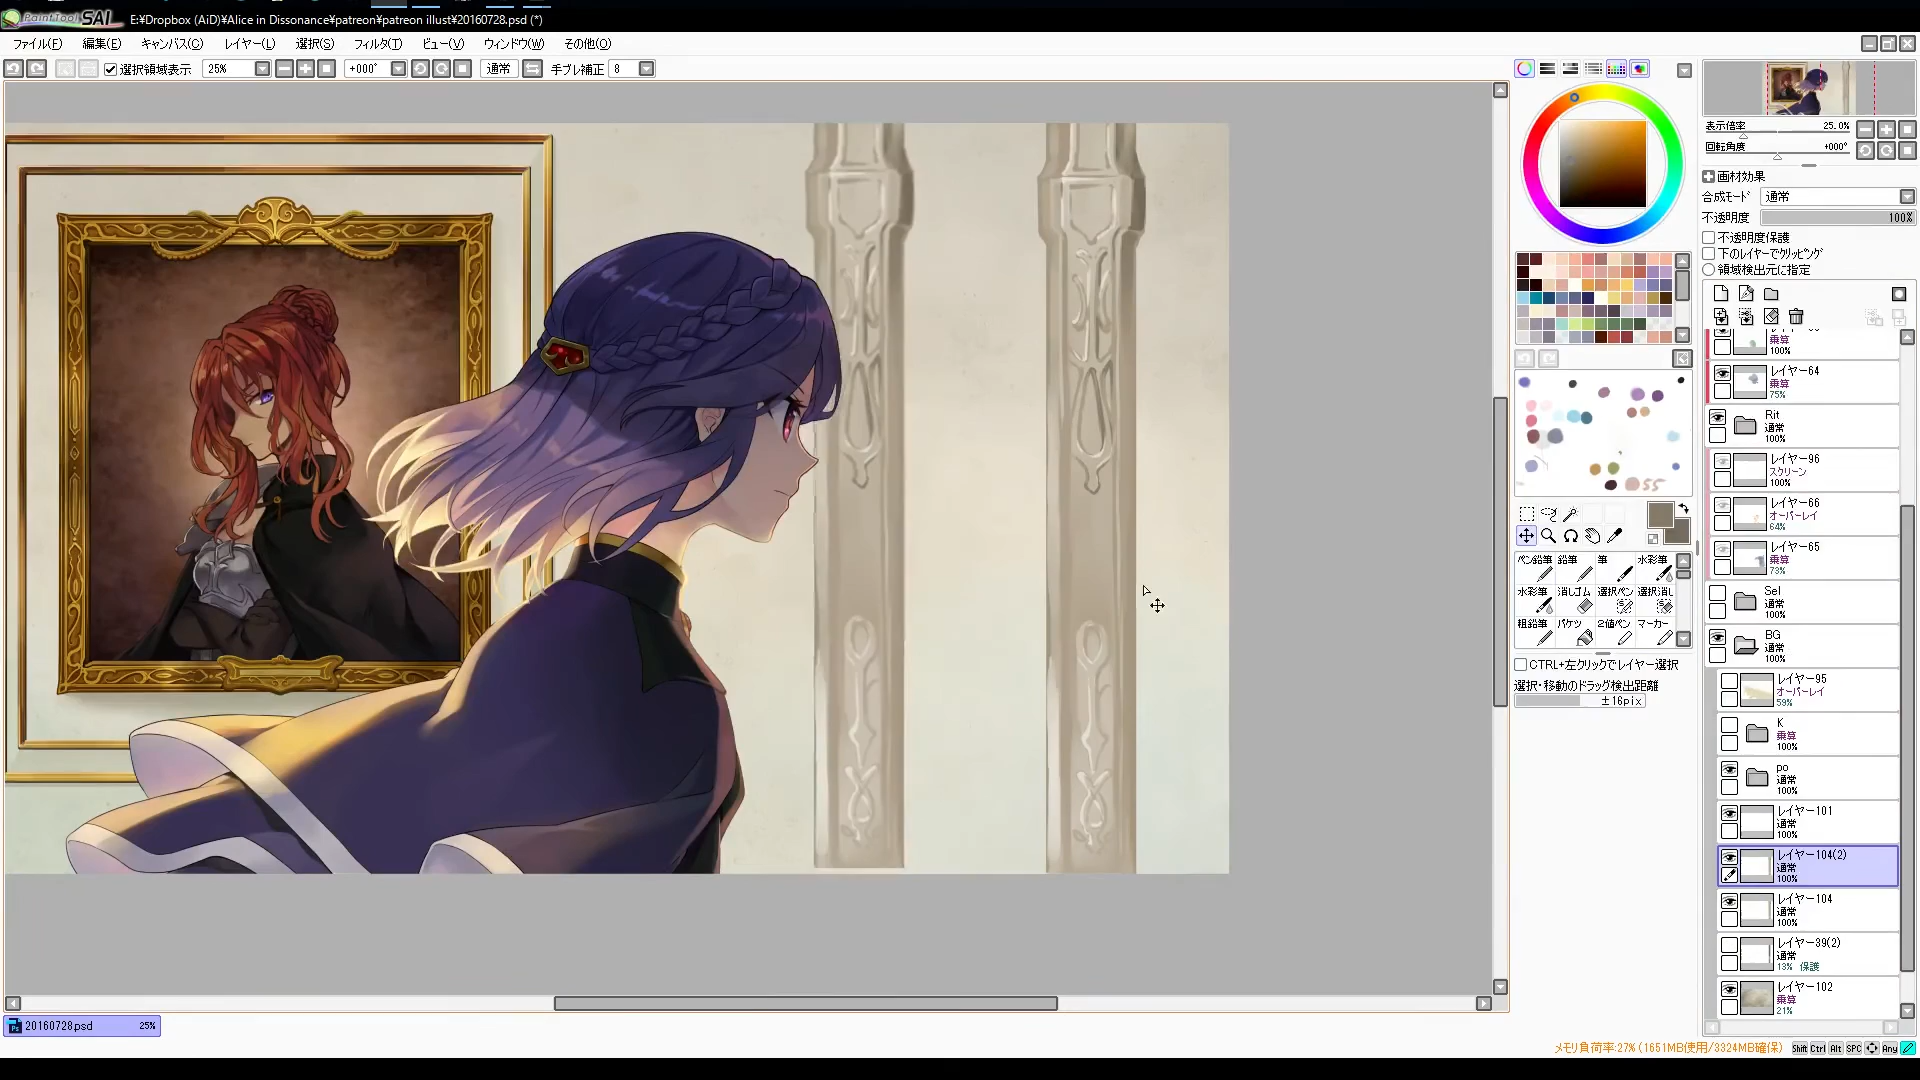 PaintTool SAI E:¥Dropbox (AiD)¥Alice in Dissonance¥patreon¥patreon illust¥20160728.psd (*)
ファイル(F) 編集(E) キャンバス(C) レイヤー(L) 選択(S) フィルタ(T) ビュー(V) ウィンドウ(W) その他(O)
選択領域表示 25% +000° 通常 手ブレ補正 8
表示倍率 25.0%
回転角度 +000°
画材効果
合成モード 通常
不透明度 100%
不透明度保護
下のレイヤーでクリッピング
領域検出元に指定
乗算
100%
レイヤー64
乗算
75%
Rit
通常
100%
レイヤー96
スクリーン
100%
レイヤー66
オーバーレイ
64%
レイヤー65
乗算
73%
Sel
通常
100%
BG
通常
100%
レイヤー95
オーバーレイ
59%
K
乗算
100%
po
通常
100%
レイヤー101
通常
100%
レイヤー104(2)
通常
100%
レイヤー104
通常
100%
レイヤー39(2)
通常
13% 保護
レイヤー102
乗算
21%
ペン鉛筆 鉛筆 筆 水彩筆
水彩筆 消しゴム 選択ペン 選択消し
粗鉛筆 バケツ 2値ペン マーカー
CTRL+左クリックでレイヤー選択
選択・移動のドラッグ検出距離
±16pix
20160728.psd 25%
メモリ負荷率:27% (1651MB使用/3324MB確保) Shift Ctrl Alt SPC Any